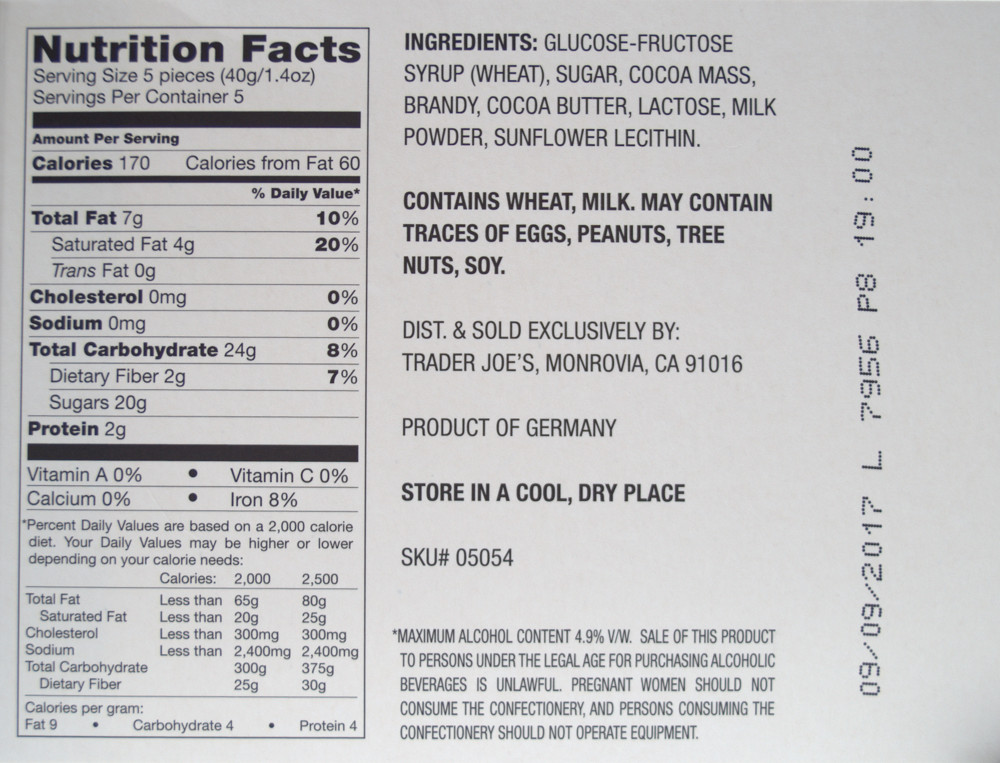 Nutrition Facts
Serving Size 5 pieces (40g/1.4oz)
Servings Per Container 5
Amount Per Serving
Calories 170 Calories from Fat 60
% Daily Value*
Total Fat 7g 10%
Saturated Fat 4g 20%
Trans Fat 0g
Cholesterol 0mg 0%
Sodium 0mg 0%
Total Carbohydrate 24g 8%
Dietary Fiber 2g 7%
Sugars 20g
Protein 2g
Vitamin A 0% • Vitamin C 0%
Calcium 0% • Iron 8%
*Percent Daily Values are based on a 2,000 calorie
diet. Your Daily Values may be higher or lower
depending on your calorie needs:
Calories: 2,000 2,500
Total Fat Less than 65g 80g
Saturated Fat Less than 20g 25g
Cholesterol Less than 300mg 300mg
Sodium Less than 2,400mg 2,400mg
Total Carbohydrate 300g 375g
Dietary Fiber 25g 30g
Calories per gram:
Fat 9 • Carbohydrate 4 • Protein 4
INGREDIENTS: GLUCOSE-FRUCTOSE
SYRUP (WHEAT), SUGAR, COCOA MASS,
BRANDY, COCOA BUTTER, LACTOSE, MILK
POWDER, SUNFLOWER LECITHIN.
CONTAINS WHEAT, MILK. MAY CONTAIN
TRACES OF EGGS, PEANUTS, TREE
NUTS, SOY.
DIST. & SOLD EXCLUSIVELY BY:
TRADER JOE'S, MONROVIA, CA 91016
PRODUCT OF GERMANY
STORE IN A COOL, DRY PLACE
SKU# 05054
*MAXIMUM ALCOHOL CONTENT 4.9% V/W. SALE OF THIS PRODUCT
TO PERSONS UNDER THE LEGAL AGE FOR PURCHASING ALCOHOLIC
BEVERAGES IS UNLAWFUL. PREGNANT WOMEN SHOULD NOT
CONSUME THE CONFECTIONERY, AND PERSONS CONSUMING THE
CONFECTIONERY SHOULD NOT OPERATE EQUIPMENT.
09/09/2017 L 7956 P8 19:00